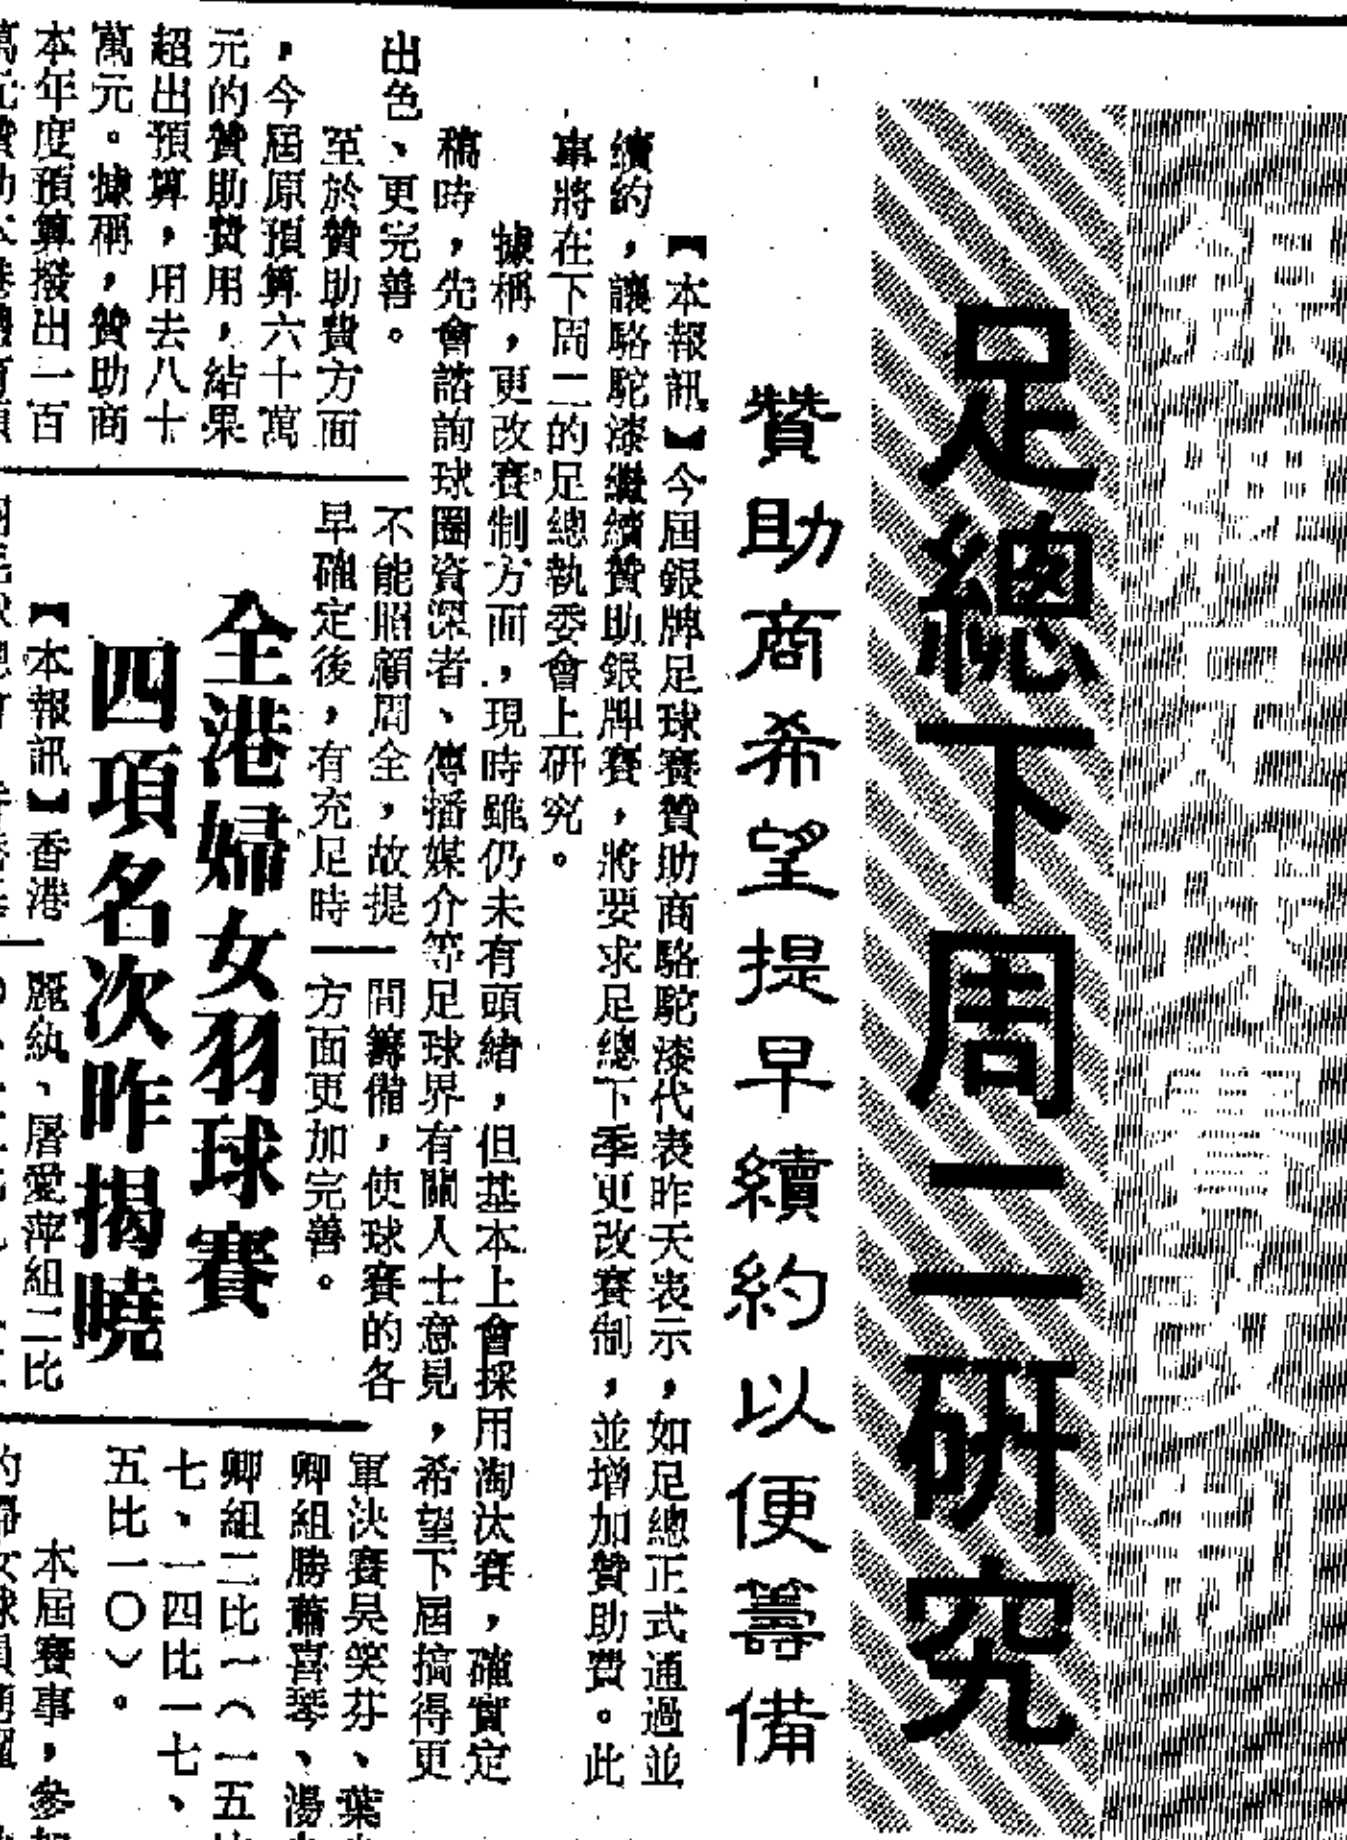 銀牌足球賽改制
足總下周二研究
贊助商希望提早續約以便籌備
【本報訊】今屆銀牌足球賽贊助商駱駝漆代表昨天表示，如足總正式通過並
續約，讓駱駝漆繼續贊助銀牌賽，將要求足總下季更改賽制，並增加贊助費。此
事將在下周二的足總執委會上研究。
據稱，更改賽制方面，現時雖仍未有頭緒，但基本上會採用淘汰賽，確實定
稿時，先會諮詢球圈資深者、傳播媒介等足球界有關人士意見，希望下屆搞得更
出色、更完善。
至於贊助費方面
，今屆原預算六十萬
元的贊助費用，結果
超出預算，用去八十
萬元。據稱，贊助商
本年度預算撥出一百
不能照顧周全，故提
早確定後，有充足時
間籌備，使球賽的各
方面更加完善。
全港婦女羽球賽
四項名次昨揭曉
【本報訊】香港
麗紈、屠愛萍組二比
軍決賽吳笑芬、葉
卿組勝蕭喜琴、湯
卿組二比一（一五比
七、一四比一七、
五比一〇）。
本屆賽事，參加